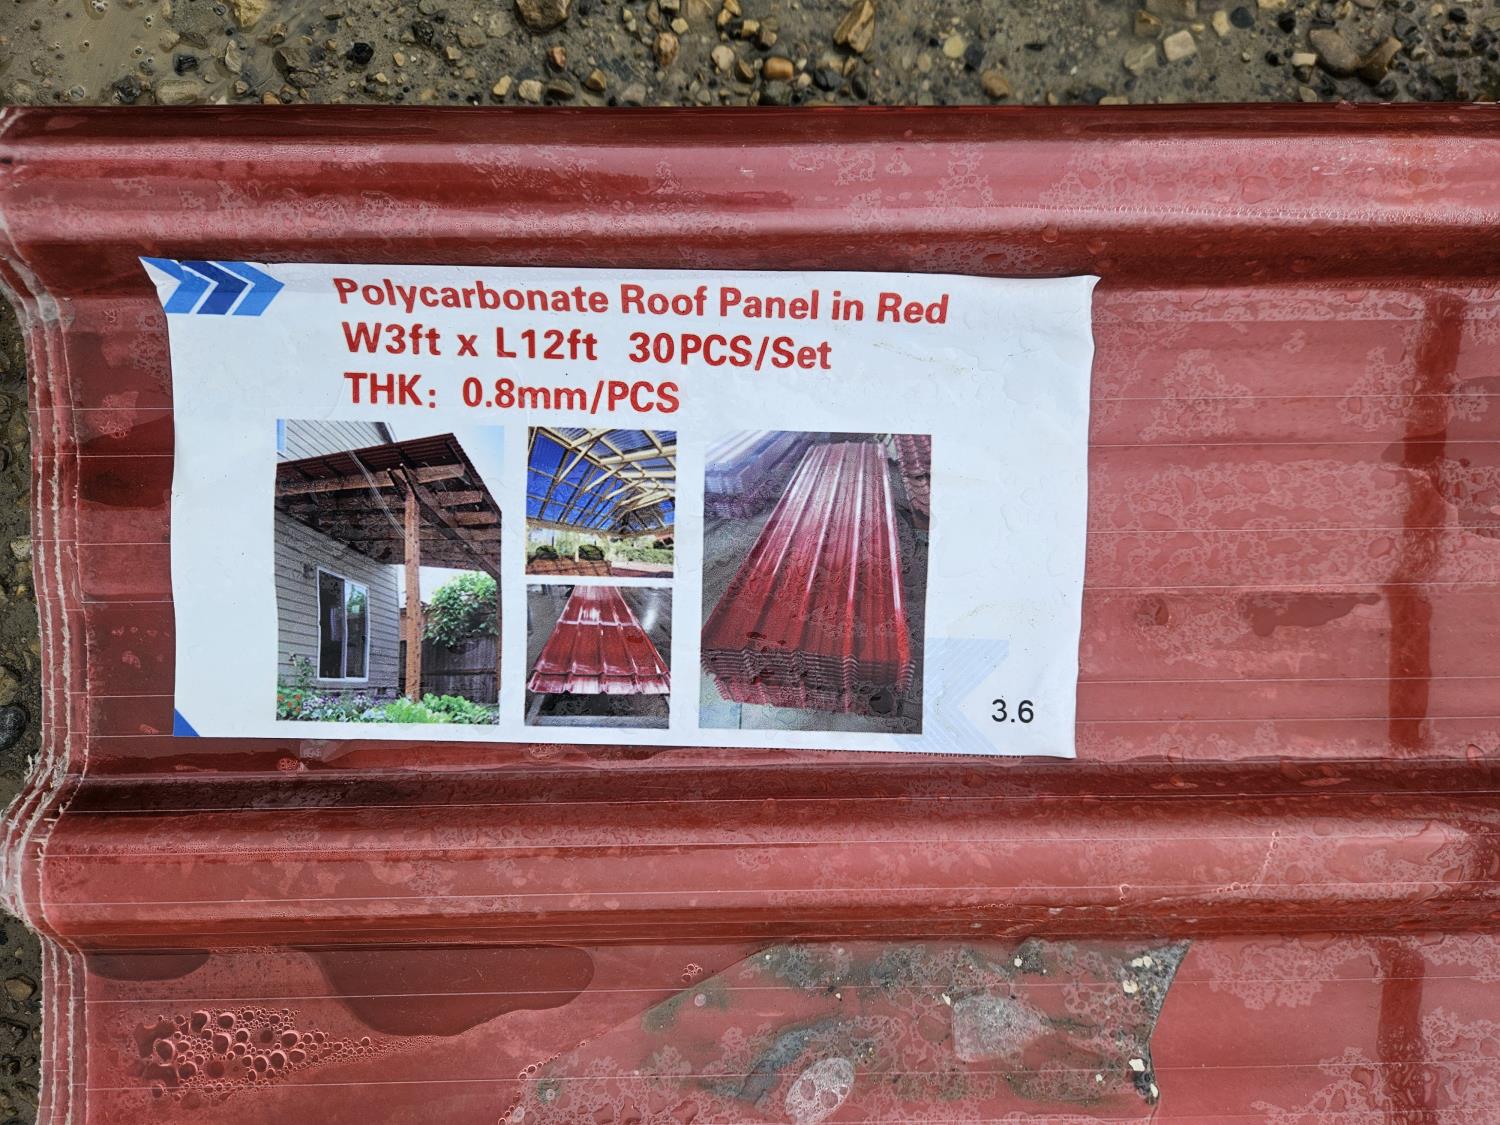 Polycarbonate Roof Panel in Red
W3ft x L12ft 30PCS/Set
THK: 0.8mm/PCS
3.6